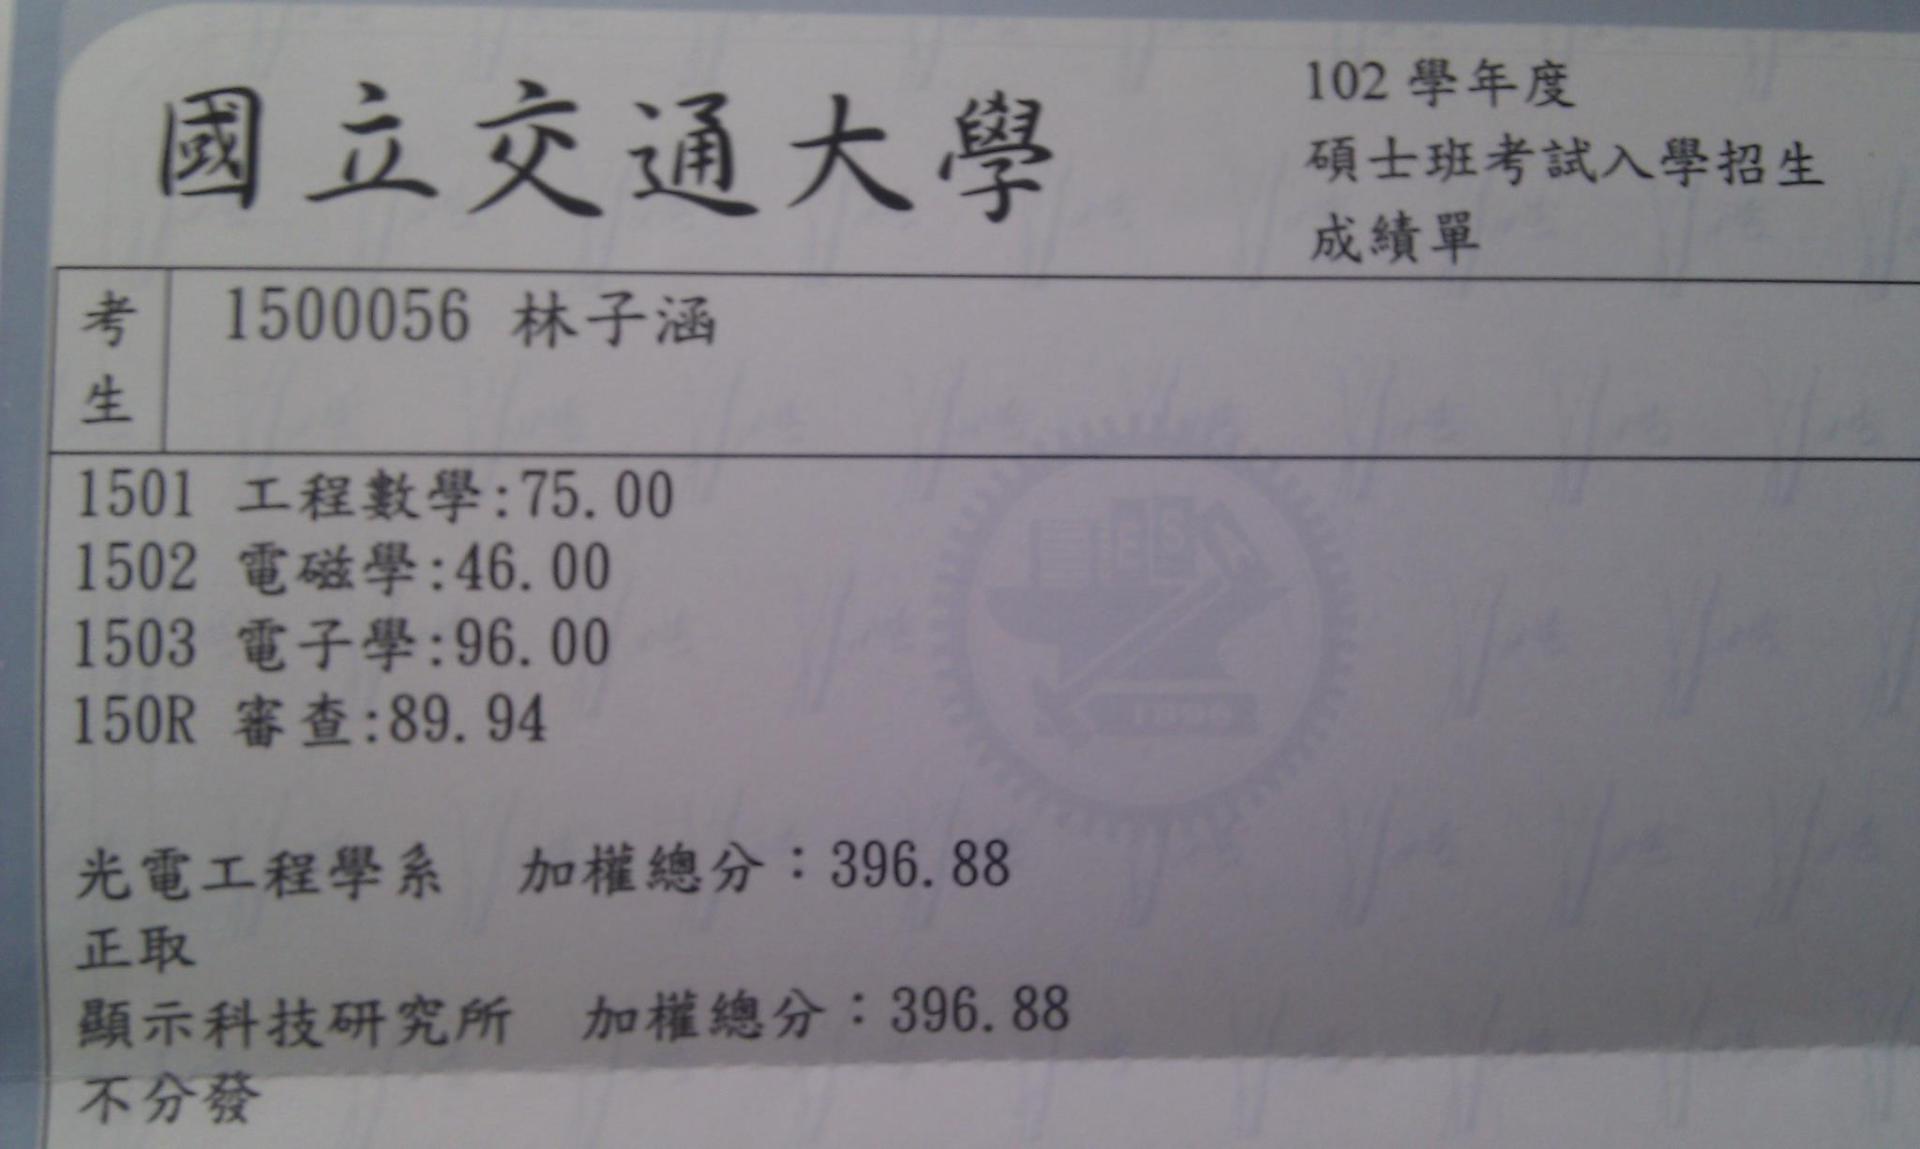 國立交通大學
102 學年度
碩士班考試入學招生
成績單
考生
1500056 林子涵
1501 工程數學:75.00
1502 電磁學:46.00
1503 電子學:96.00
150R 審查:89.94
光電工程學系 加權總分：396.88
正取
顯示科技研究所 加權總分：396.88
不分發
ES
1896